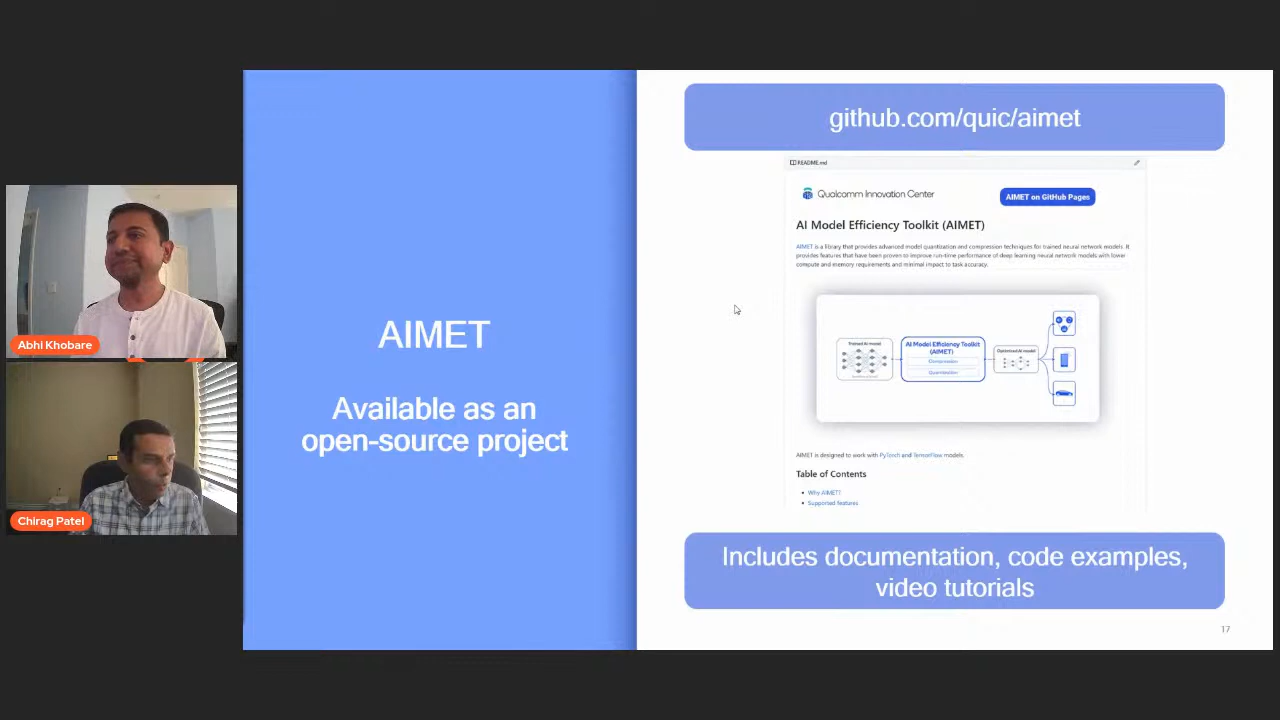 Abhi Khobare
Chirag Patel
AIMET
Available as an
open-source project
github.com/quic/aimet
README.md
Qualcomm Innovation Center
AIMET on GitHub Pages
AI Model Efficiency Toolkit (AIMET)
AIMET is a library that provides advanced model quantization and compression techniques for trained neural network models. It
provides features that have been proven to improve run-time performance of deep learning neural network models with lower
compute and memory requirements and minimal impact to task accuracy.
Trained AI model
AI Model Efficiency Toolkit
(AIMET)
Compression
Quantization
Optimized AI model
AIMET is designed to work with PyTorch and TensorFlow models.
Table of Contents
Why AIMET?
Supported features
Includes documentation, code examples,
video tutorials
17